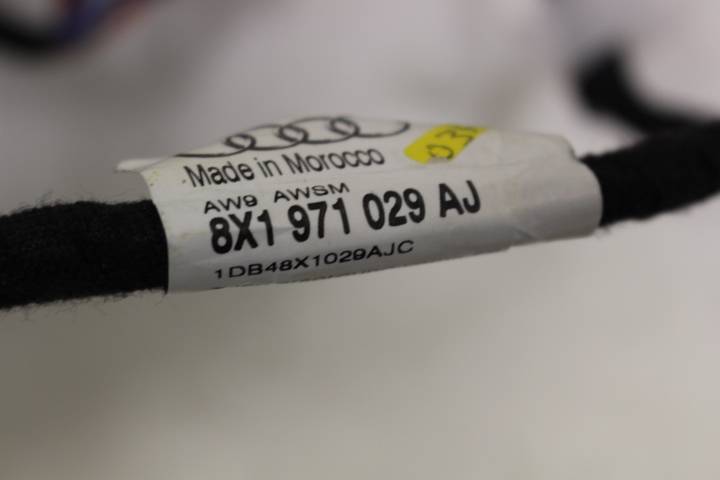 Made in Morocco
AW9 AWSM
8X1 971 029 AJ
1DB48X1029AJC